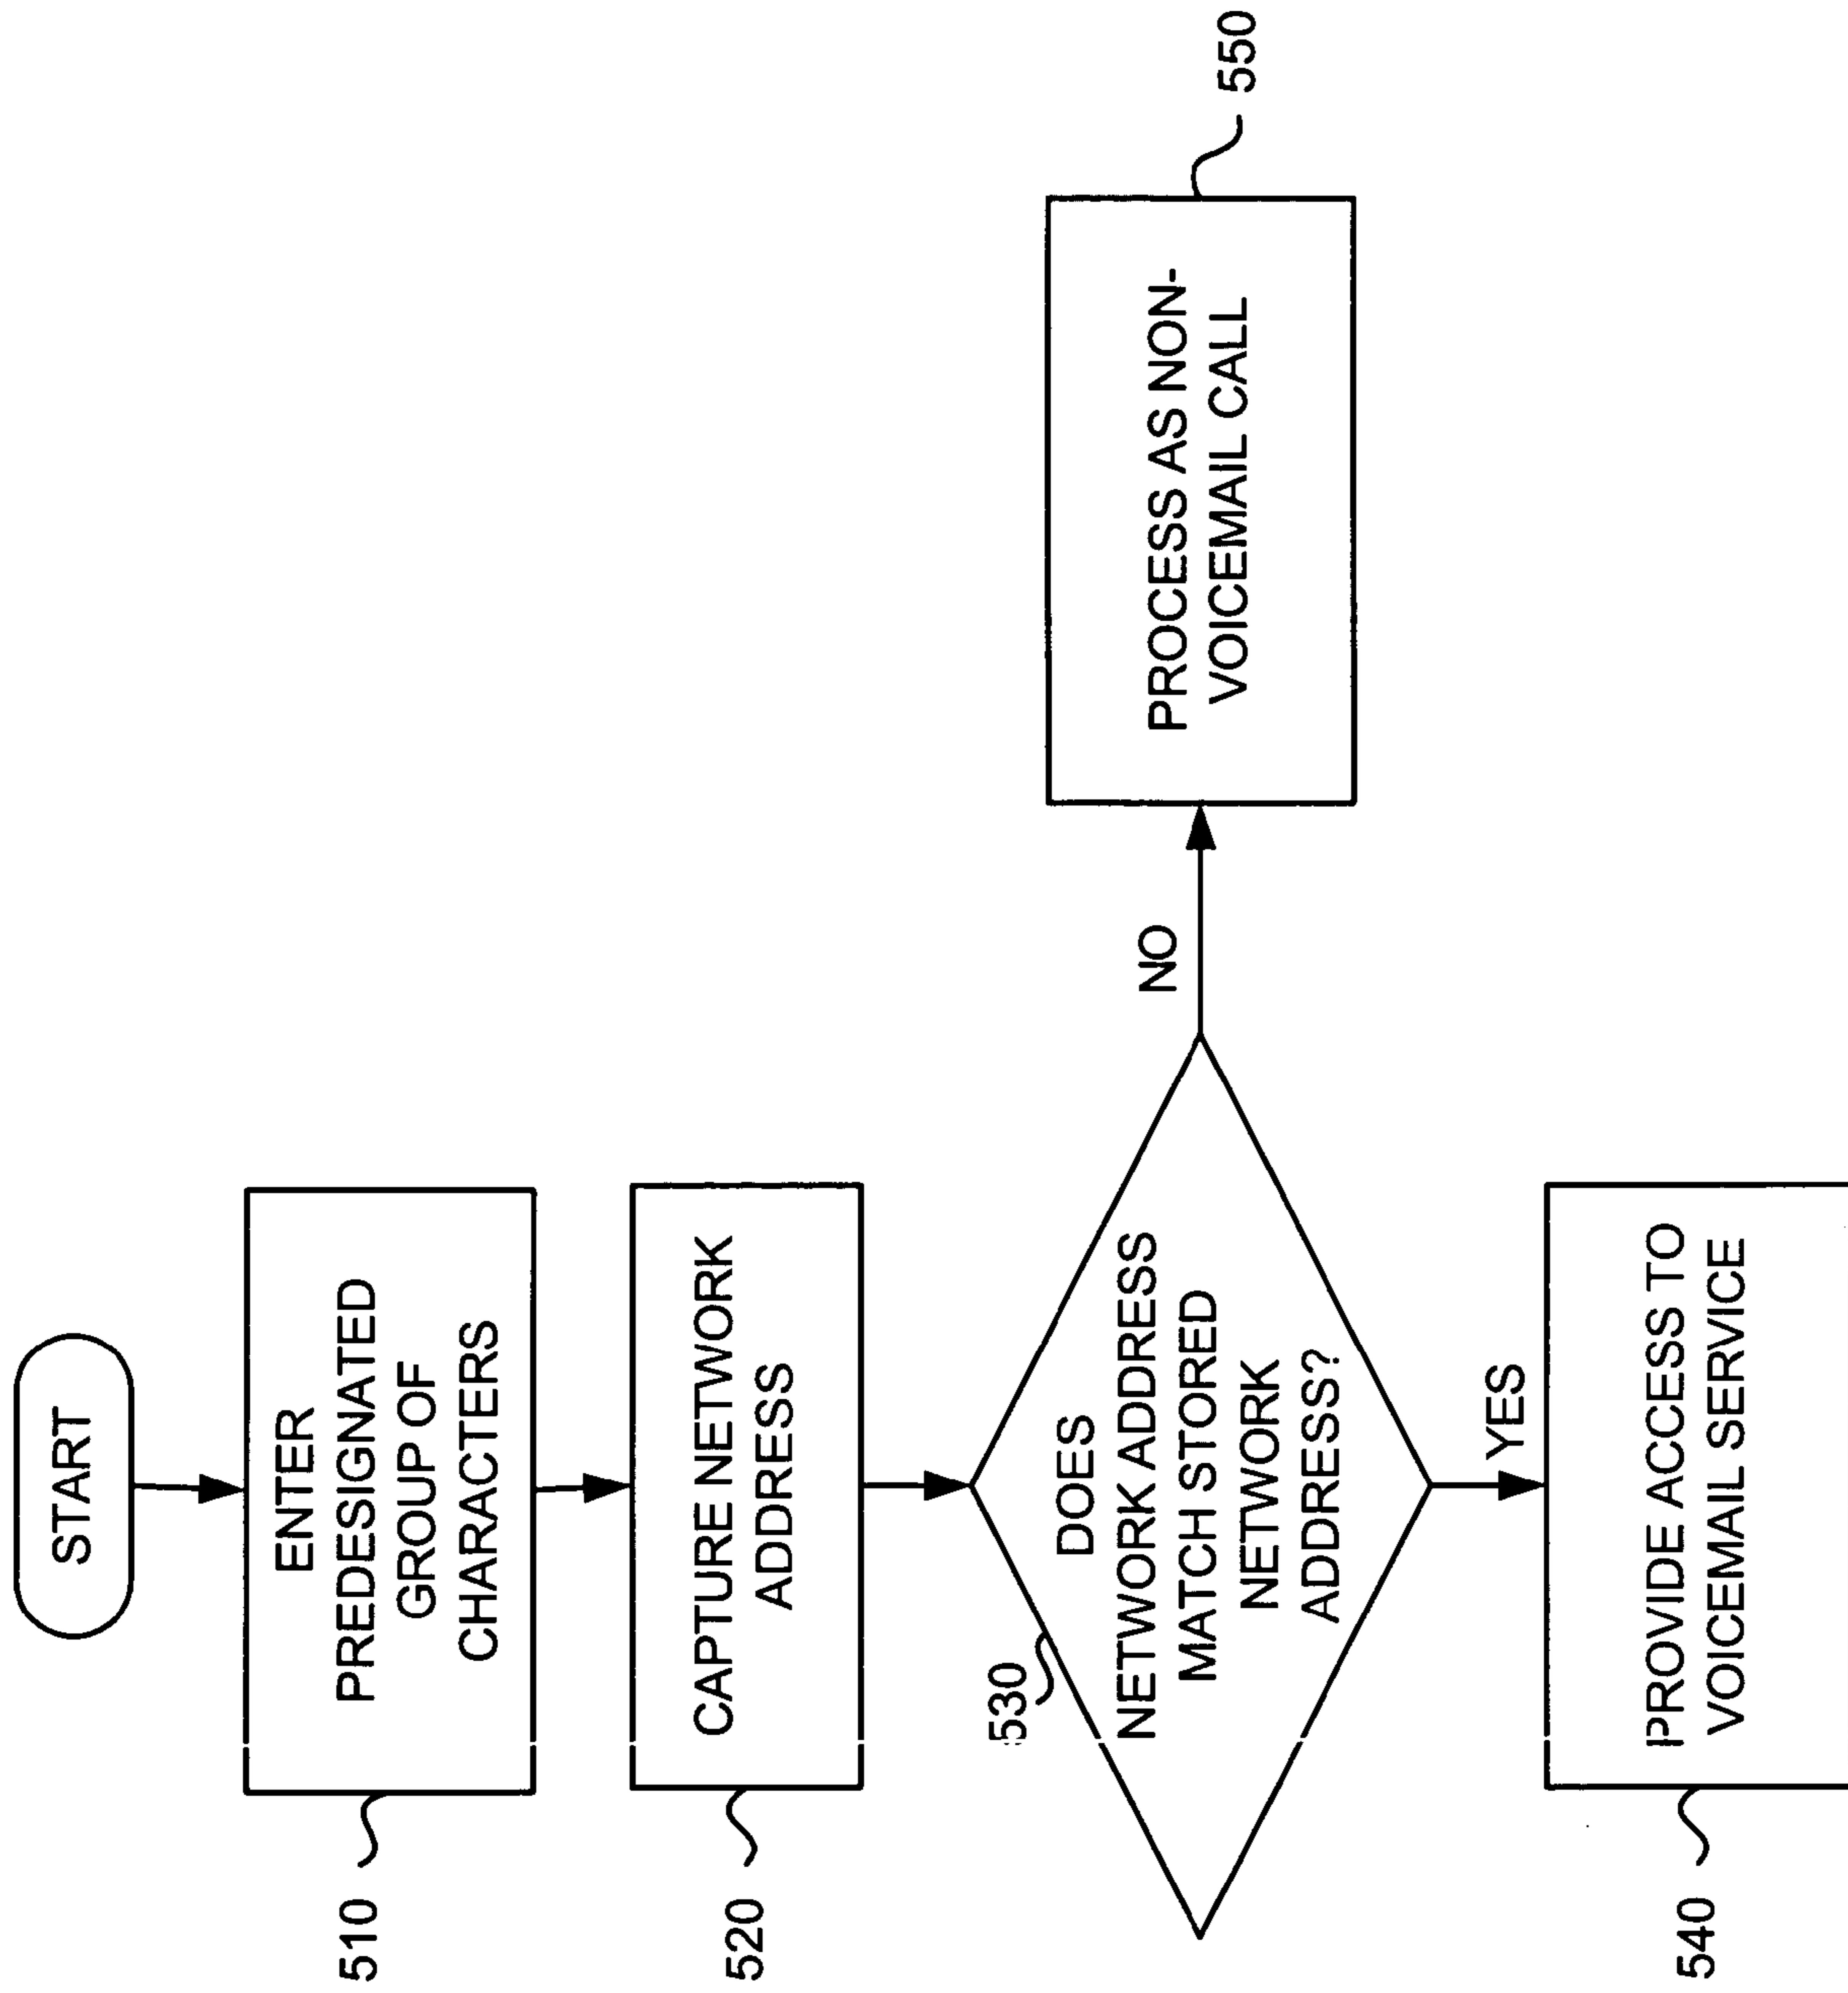 START
510
ENTER
PREDESIGNATED
GROUP OF
CHARACTERS
520
CAPTURE NETWORK
ADDRESS
530
DOES
NETWORK ADDRESS
MATCH STORED
NETWORK
ADDRESS?
NO
PROCESS AS NON-
VOICEMAIL CALL
550
YES
540
PROVIDE ACCESS TO
VOICEMAIL SERVICE